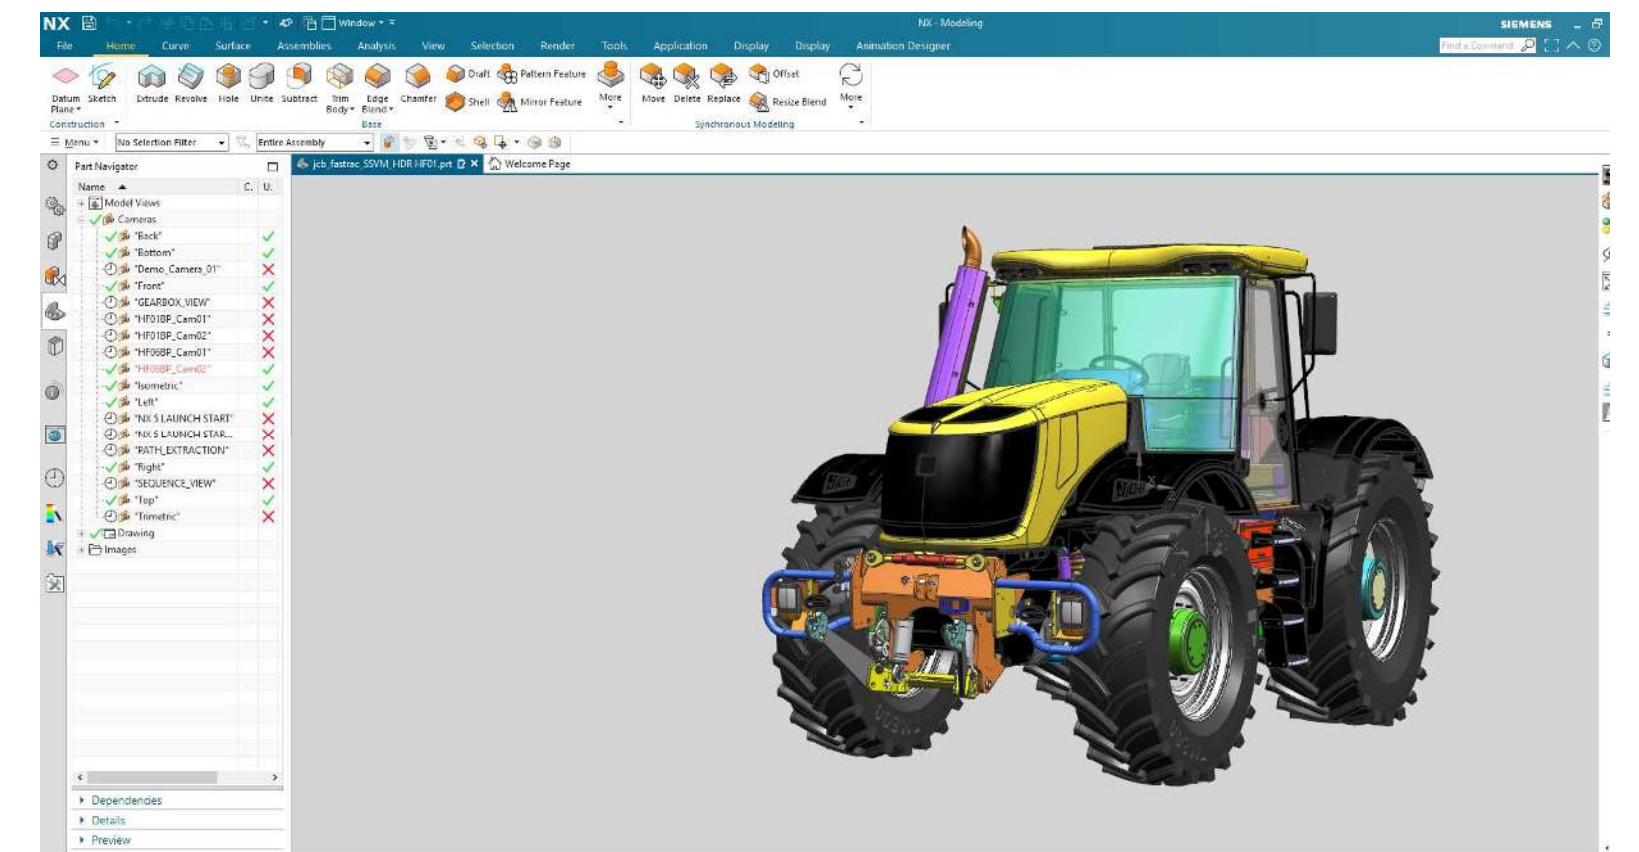 NX Window NX - Modeling SIEMENS
File Home Curve Surface Assemblies Analysis View Selection Render Tools Application Display Display Animation Designer Find a Command
Datum Plane Sketch Extrude Revolve Hole Unite Subtract Trim Body Edge Blend Chamfer Draft Pattern Feature More Move Delete Replace Offset More
Shell Mirror Feature Resize Blend
Construction Base Synchronous Modeling
Menu No Selection Filter Entire Assembly
Part Navigator jcb_fastrac_SSVM_HDR HF01.prt Welcome Page
Name C. U.
Model Views
Cameras
"Back"
"Bottom"
"Demo_Camera_01"
"Front"
"GEARBOX_VIEW"
"HF01BP_Cam01"
"HF01BP_Cam02"
"HF06BP_Cam01"
"HF06BP_Cam02"
"Isometric"
"Left"
"NX 5 LAUNCH START"
"NX 5 LAUNCH STAR...
"PATH_EXTRACTION"
"Right"
"SEQUENCE_VIEW"
"Top"
"Trimetric"
Drawing
Images
Dependencies
Details
Preview